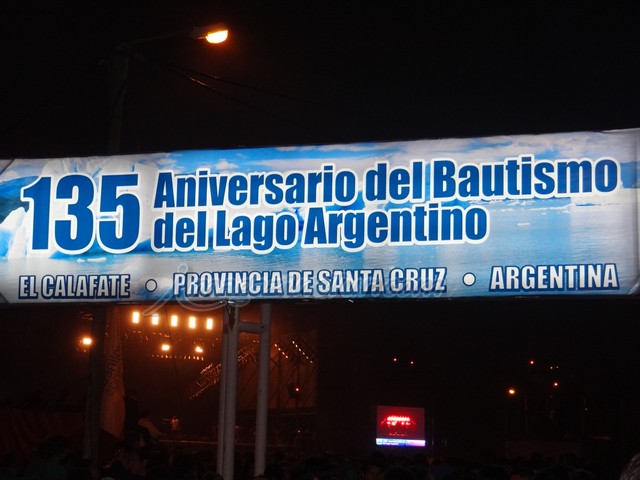 135 Aniversario del Bautismo
del Lago Argentino
EL CALAFATE • PROVINCIA DE SANTA CRUZ • ARGENTINA